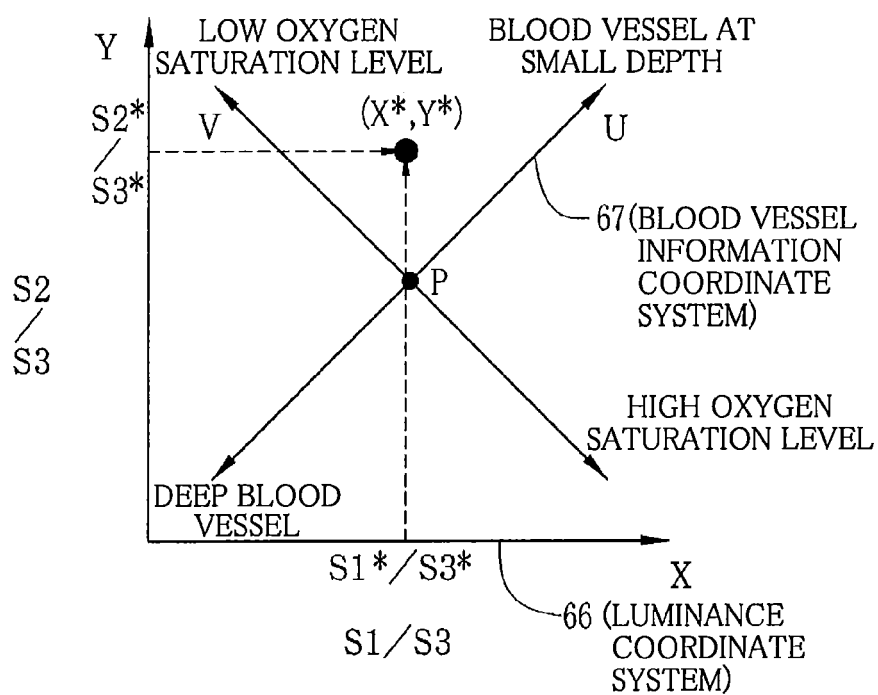 Y
LOW OXYGEN
SATURATION LEVEL
BLOOD VESSEL AT
SMALL DEPTH
V
(X*,Y*)
U
S2*/S3*
67(BLOOD VESSEL
INFORMATION
COORDINATE
SYSTEM)
P
S2/S3
HIGH OXYGEN
SATURATION LEVEL
DEEP BLOOD
VESSEL
S1*/S3*
X
66 (LUMINANCE
COORDINATE
SYSTEM)
S1/S3